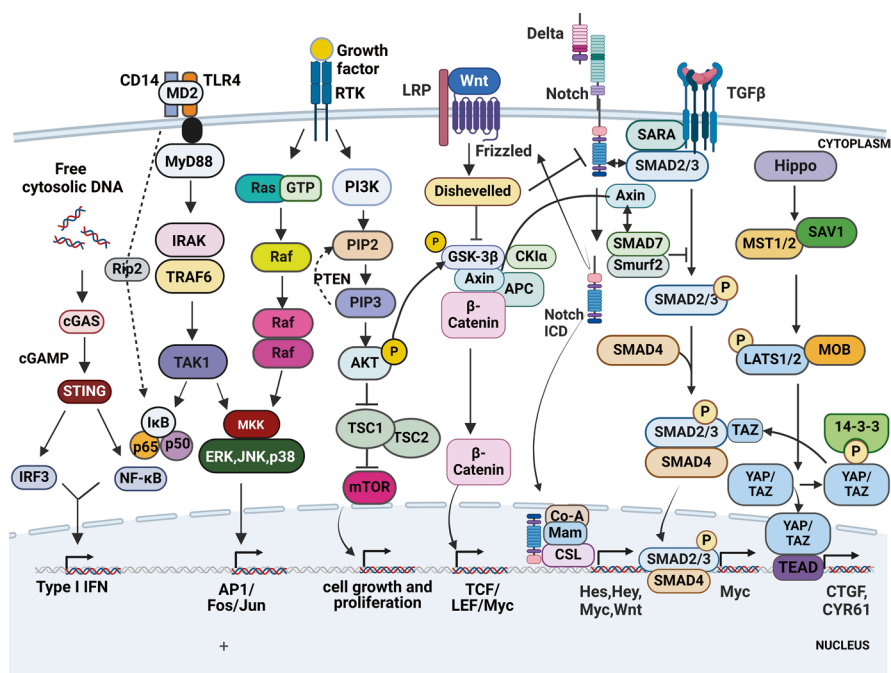 Delta
Growth
factor
RTK
CD14
TLR4
MD2
LRP
Wnt
Notch
TGFβ
SARA
CYTOPLASM
MyD88
Frizzled
SMAD2/3
Hippo
Free
cytosolic DNA
Ras
GTP
PI3K
Dishevelled
Axin
IRAK
PIP2
P
GSK-3β
CKIα
SMAD7
Smurf2
MST1/2
SAV1
Rip2
TRAF6
Raf
PTEN
Axin
APC
PIP3
β-
Catenin
SMAD2/3
P
Notch
ICD
cGAS
Raf
Raf
cGAMP
TAK1
AKT
P
SMAD4
P
LATS1/2
MOB
STING
IκB
p65
p50
MKK
ERK,JNK,p38
TSC1
TSC2
P
SMAD2/3
TAZ
14-3-3
P
β-
Catenin
SMAD4
IRF3
NF-κB
mTOR
YAP/
TAZ
YAP/
TAZ
Co-A
Mam
CSL
P
SMAD2/3
SMAD4
YAP/
TAZ
TEAD
Type I IFN
AP1/
Fos/Jun
cell growth and
proliferation
TCF/
LEF/Myc
Hes,Hey,
Myc,Wnt
Myc
CTGF,
CYR61
+
NUCLEUS